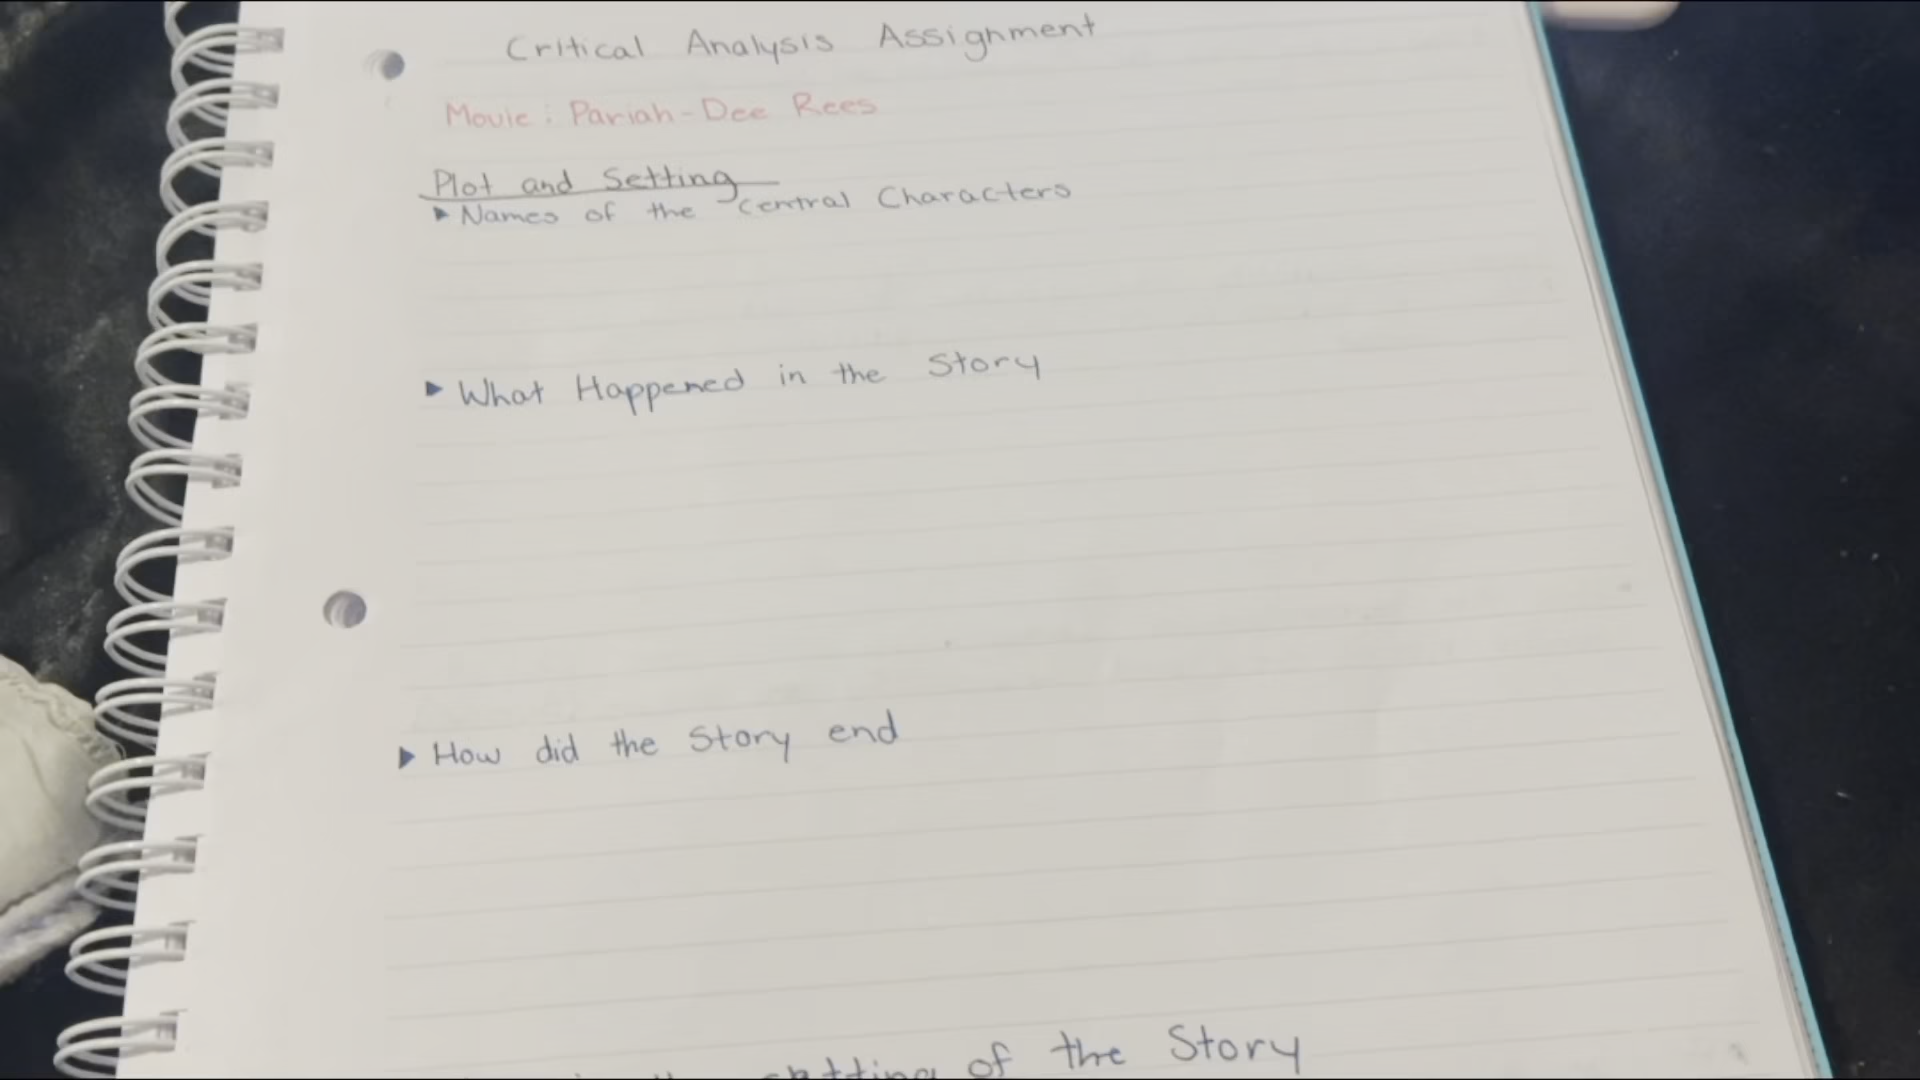 Critical Analysis Assignment
Movie: Pariah-Dee Rees
Plot and Setting
▸ Names of the Central Characters
▸ What Happened in the Story
▸ How did the Story end
setting of the Story